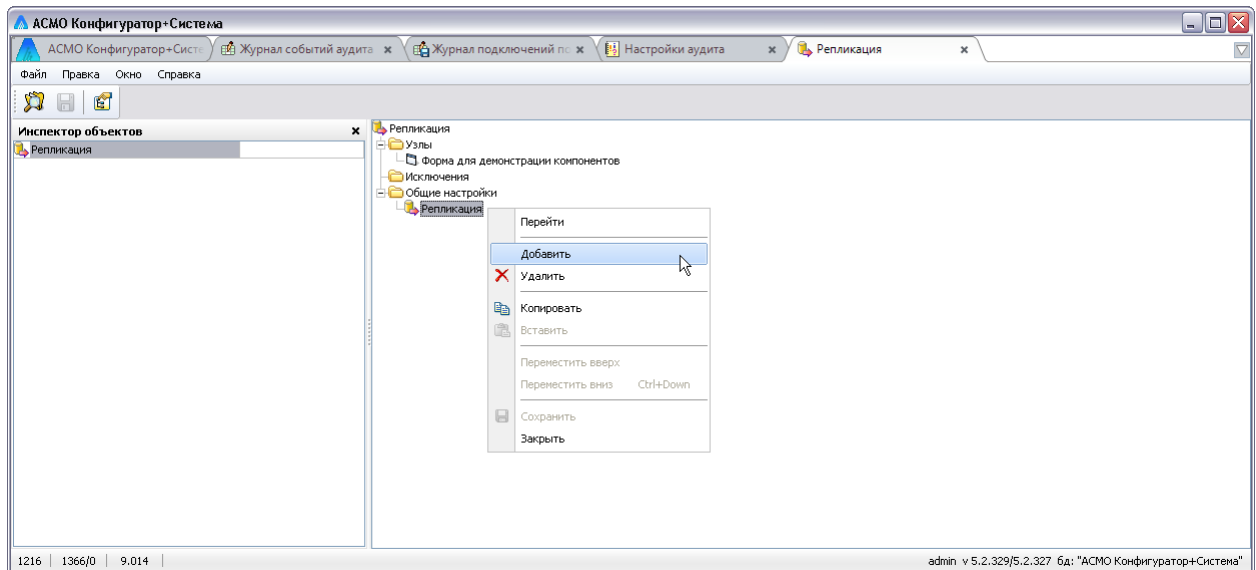 АСМО Конфигуратор+Система
АСМО Конфигуратор+Систе
Журнал событий аудита
Журнал подключений по
Настройки аудита
Репликация
Файл Правка Окно Справка
Инспектор объектов
Репликация
Репликация
Узлы
Форма для демонстрации компонентов
Исключения
Общие настройки
Репликация
Перейти
Добавить
Удалить
Копировать
Вставить
Переместить вверх
Переместить вниз Ctrl+Down
Сохранить
Закрыть
1216 1366/0 9.014 admin v 5.2.329/5.2.327 бд: "АСМО Конфигуратор+Система"